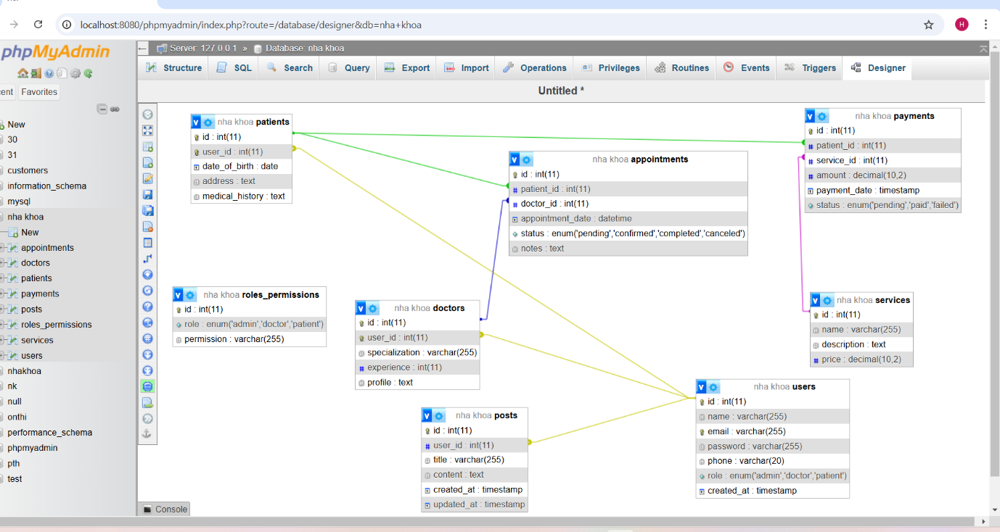 localhost:8080/phpmyadmin/index.php?route=/database/designer&db=nha+khoa
H
phpMyAdmin
Server: 127.0.0.1 » Database: nha khoa
Structure SQL Search Query Export Import Operations Privileges Routines Events Triggers Designer
cent Favorites
Untitled *
New
30
31
customers
information_schema
mysql
nha khoa
New
appointments
doctors
patients
payments
posts
roles_permissions
services
users
nhakhoa
nk
null
onthi
performance_schema
phpmyadmin
pth
test
v nha khoa patients
id : int(11)
user_id : int(11)
date_of_birth : date
address : text
medical_history : text
v nha khoa appointments
id : int(11)
patient_id : int(11)
doctor_id : int(11)
appointment_date : datetime
status : enum('pending','confirmed','completed','canceled')
notes : text
v nha khoa payments
id : int(11)
patient_id : int(11)
service_id : int(11)
amount : decimal(10,2)
payment_date : timestamp
status : enum('pending','paid','failed')
v nha khoa roles_permissions
id : int(11)
role : enum('admin','doctor','patient')
permission : varchar(255)
v nha khoa doctors
id : int(11)
user_id : int(11)
specialization : varchar(255)
experience : int(11)
profile : text
v nha khoa services
id : int(11)
name : varchar(255)
description : text
price : decimal(10,2)
v nha khoa posts
id : int(11)
user_id : int(11)
title : varchar(255)
content : text
created_at : timestamp
updated_at : timestamp
v nha khoa users
id : int(11)
name : varchar(255)
email : varchar(255)
password : varchar(255)
phone : varchar(20)
role : enum('admin','doctor','patient')
created_at : timestamp
Console